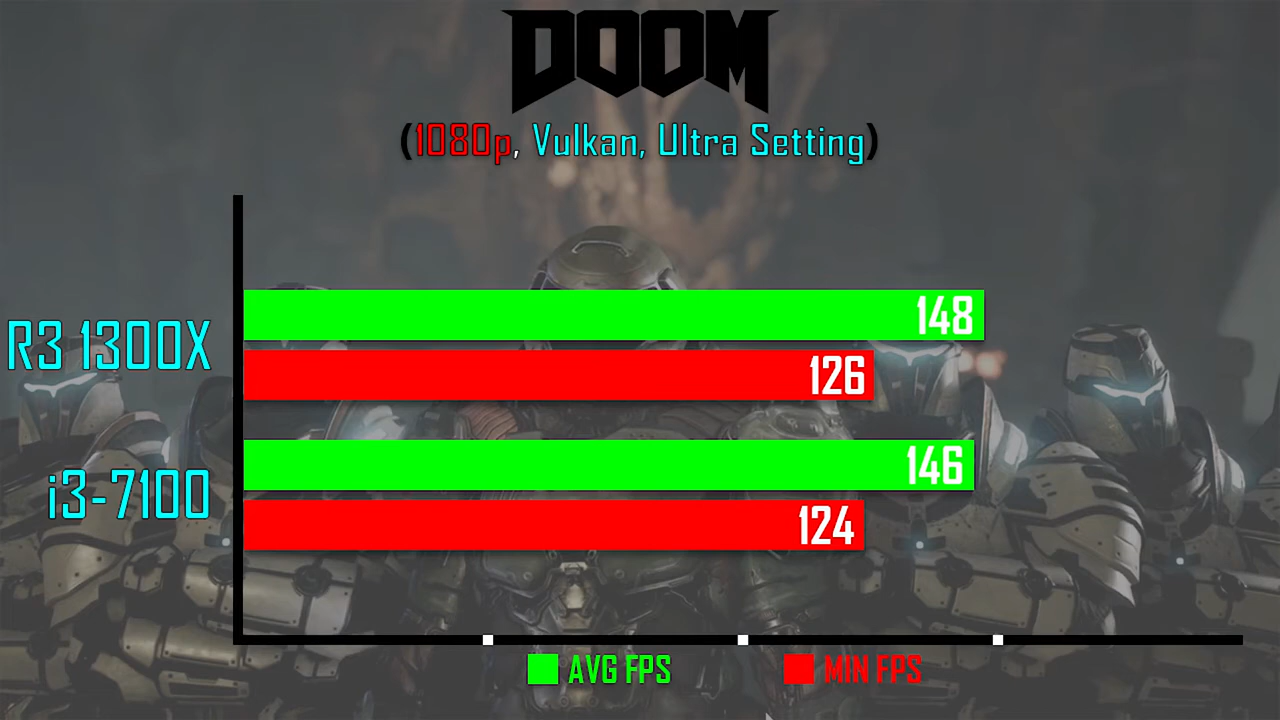 DOOM
(1080p, Vulkan, Ultra Setting)
R3 1300X
148
126
i3-7100
146
124
AVG FPS
MIN FPS